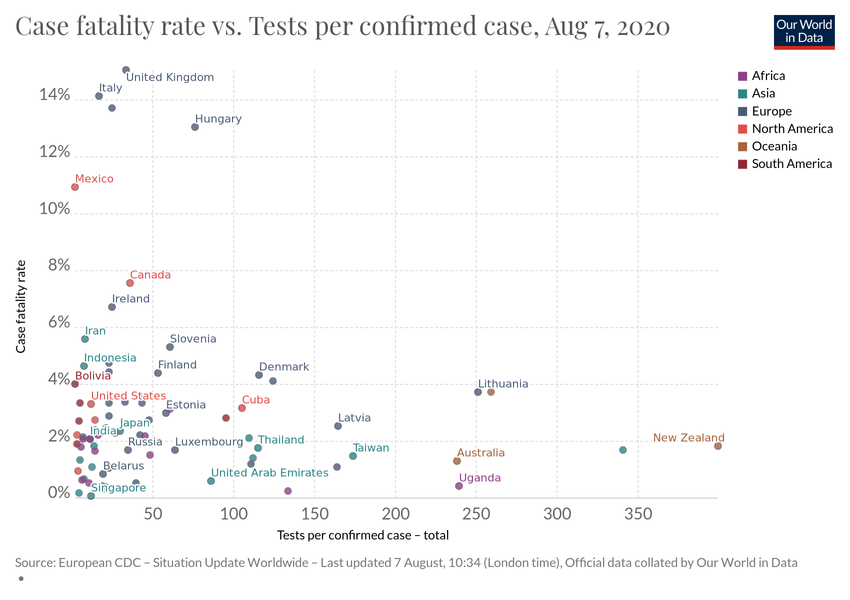 Case fatality rate vs. Tests per confirmed case, Aug 7, 2020
Our World
in Data
Africa
Asia
Europe
North America
Oceania
South America
14%
12%
10%
8%
6%
4%
2%
0%
Case fatality rate
United Kingdom
Italy
Hungary
Mexico
Canada
Ireland
Iran
Slovenia
Indonesia
Finland
Denmark
Bolivia
Lithuania
United States
Cuba
Estonia
Latvia
Japan
India
Russia
Luxembourg
Thailand
New Zealand
Taiwan
Australia
Belarus
United Arab Emirates
Uganda
Singapore
50
100
150
200
250
300
350
Tests per confirmed case – total
Source: European CDC – Situation Update Worldwide – Last updated 7 August, 10:34 (London time), Official data collated by Our World in Data
•